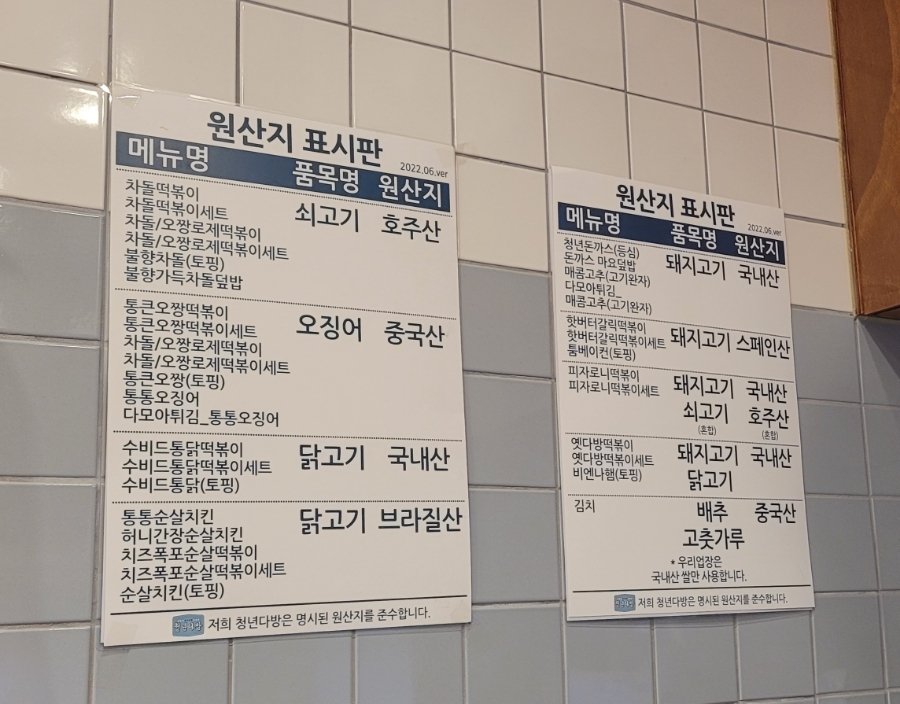 원산지 표시판
2022.06.ver
메뉴명 품목명 원산지
차돌떡볶이
차돌떡볶이세트
차돌/오짱로제떡볶이
차돌/오짱로제떡볶이세트
불향차돌(토핑)
불향가득차돌덮밥
쇠고기 호주산
통큰오짱떡볶이
통큰오짱떡볶이세트
차돌/오짱로제떡볶이
차돌/오짱로제떡볶이세트
통큰오짱(토핑)
통통오징어
다모아튀김_통통오징어
오징어 중국산
수비드통닭떡볶이
수비드통닭떡볶이세트
수비드통닭(토핑)
닭고기 국내산
통통순살치킨
허니간장순살치킨
치즈폭포순살떡볶이
치즈폭포순살떡볶이세트
순살치킨(토핑)
닭고기 브라질산
저희 청년다방은 명시된 원산지를 준수합니다.
원산지 표시판
2022.06.ver
메뉴명 품목명 원산지
청년돈까스(등심)
돈까스 마요덮밥
매콤고추(고기완자)
다모아튀김_
매콤고추(고기완자)
돼지고기 국내산
핫버터갈릭떡볶이
핫버터갈릭떡볶이세트
통베이컨(토핑)
돼지고기 스페인산
피자로니떡볶이
피자로니떡볶이세트
돼지고기 국내산
쇠고기 호주산
(혼합) (혼합)
옛다방떡볶이
옛다방떡볶이세트
비엔나햄(토핑)
돼지고기 국내산
닭고기
김치
배추 중국산
고춧가루
* 우리업장은
국내산 쌀만 사용합니다.
저희 청년다방은 명시된 원산지를 준수합니다.